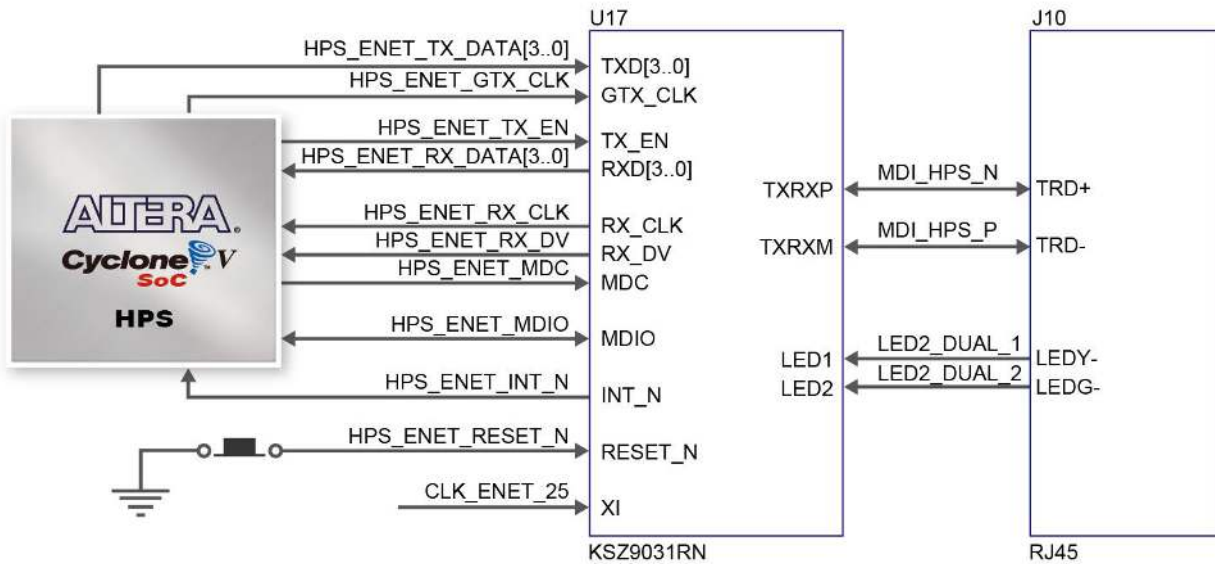 U17
J10
HPS_ENET_TX_DATA[3..0]
TXD[3..0]
HPS_ENET_GTX_CLK
GTX_CLK
HPS_ENET_TX_EN
TX_EN
HPS_ENET_RX_DATA[3..0]
RXD[3..0]
TXRXP
MDI_HPS_N
TRD+
HPS_ENET_RX_CLK
RX_CLK
HPS_ENET_RX_DV
RX_DV
TXRXM
MDI_HPS_P
TRD-
HPS_ENET_MDC
MDC
ALTERA®
Cyclone™ V
SoC
HPS
HPS_ENET_MDIO
MDIO
LED1
LED2_DUAL_1
LEDY-
LED2
LED2_DUAL_2
LEDG-
HPS_ENET_INT_N
INT_N
HPS_ENET_RESET_N
RESET_N
CLK_ENET_25
XI
KSZ9031RN
RJ45